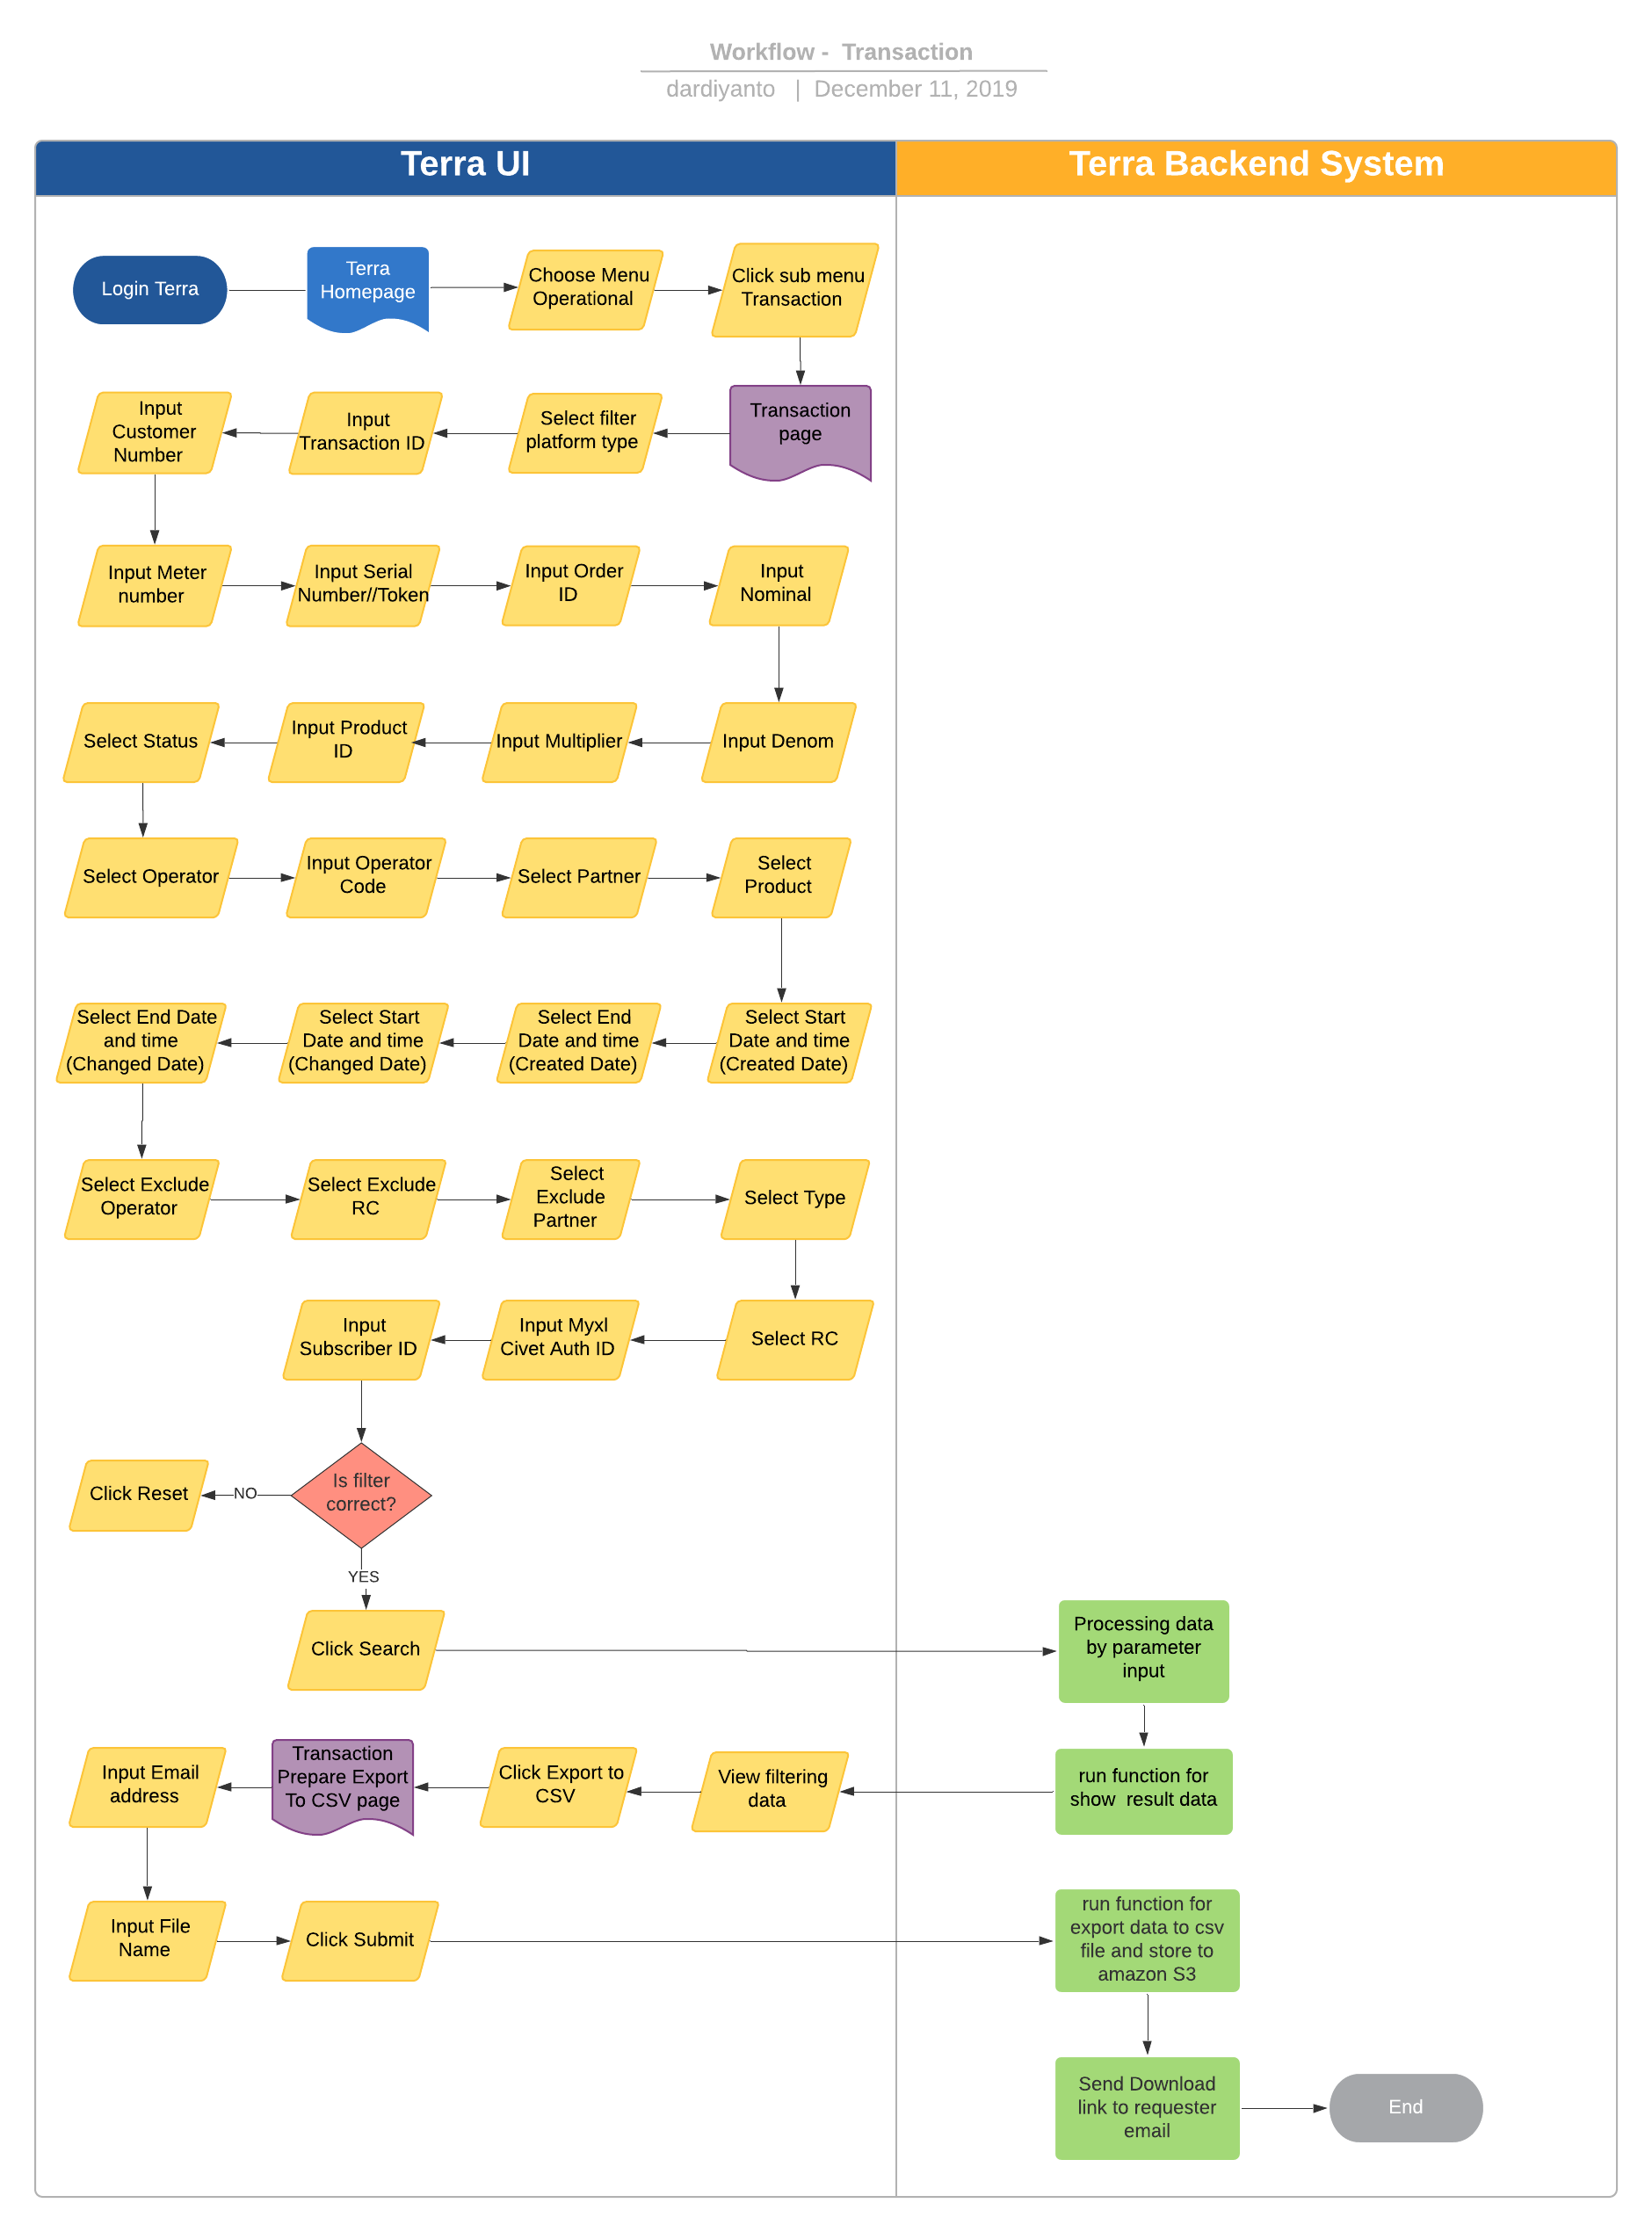 Workflow - Transaction
dardiyanto | December 11, 2019
Terra UI
Terra Backend System
Login Terra
Terra
Homepage
Choose Menu
Operational
Click sub menu
Transaction
Input
Customer
Number
Input
Transaction ID
Select filter
platform type
Transaction
page
Input Meter
number
Input Serial
Number//Token
Input Order
ID
Input
Nominal
Select Status
Input Product
ID
Input Multiplier
Input Denom
Select Operator
Input Operator
Code
Select Partner
Select
Product
Select End Date
and time
(Changed Date)
Select Start
Date and time
(Changed Date)
Select End
Date and time
(Created Date)
Select Start
Date and time
(Created Date)
Select Exclude
Operator
Select Exclude
RC
Select
Exclude
Partner
Select Type
Input
Subscriber ID
Input Myxl
Civet Auth ID
Select RC
Click Reset
NO
Is filter
correct?
YES
Click Search
Processing data
by parameter
input
Input Email
address
Transaction
Prepare Export
To CSV page
Click Export to
CSV
View filtering
data
run function for
show result data
Input File
Name
Click Submit
run function for
export data to csv
file and store to
amazon S3
Send Download
link to requester
email
End